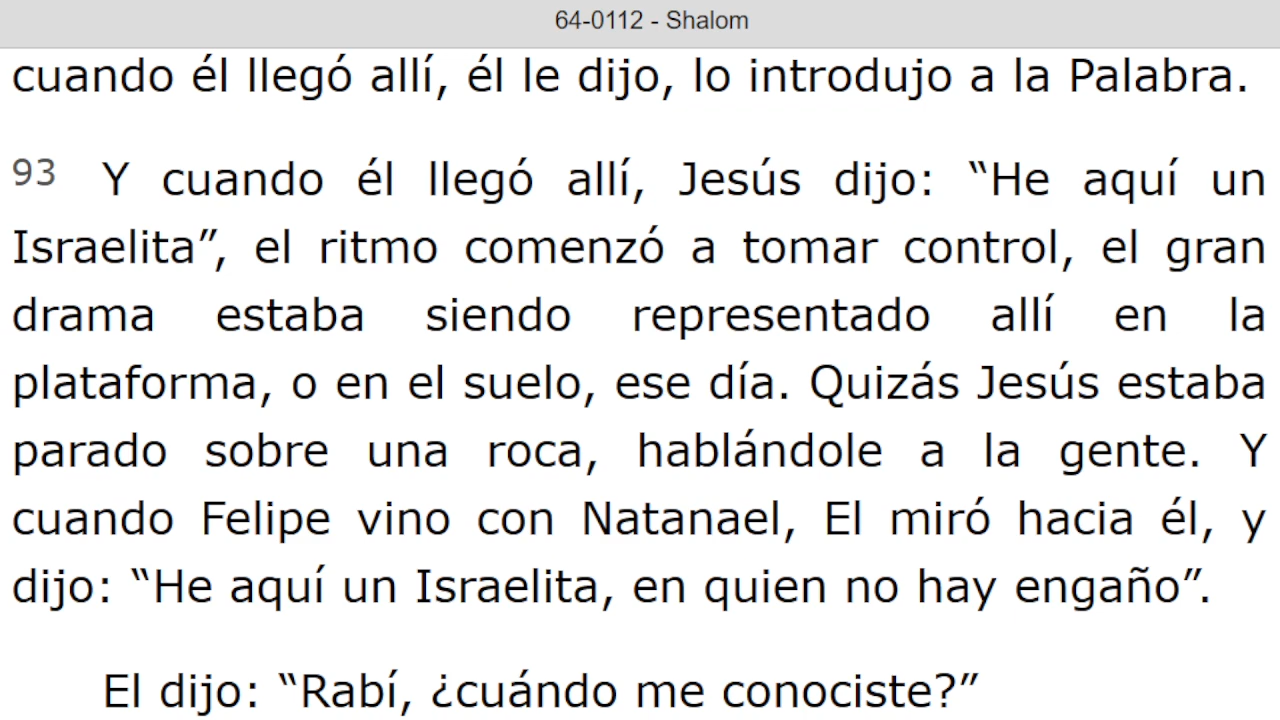 64-0112 - Shalom
cuando él llegó allí, él le dijo, lo introdujo a la Palabra.
93 Y cuando él llegó allí, Jesús dijo: “He aquí un
Israelita”, el ritmo comenzó a tomar control, el gran
drama estaba siendo representado allí en la
plataforma, o en el suelo, ese día. Quizás Jesús estaba
parado sobre una roca, hablándole a la gente. Y
cuando Felipe vino con Natanael, El miró hacia él, y
dijo: “He aquí un Israelita, en quien no hay engaño”.
El dijo: “Rabí, ¿cuándo me conociste?”